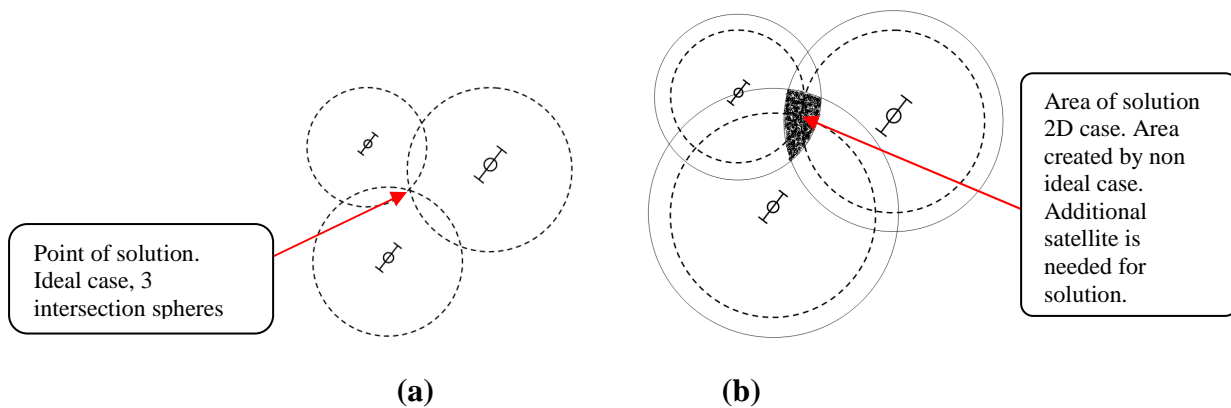 Point of solution.
Ideal case, 3
intersection spheres
Area of solution
2D case. Area
created by non
ideal case.
Additional
satellite is
needed for
solution.
(a)
(b)